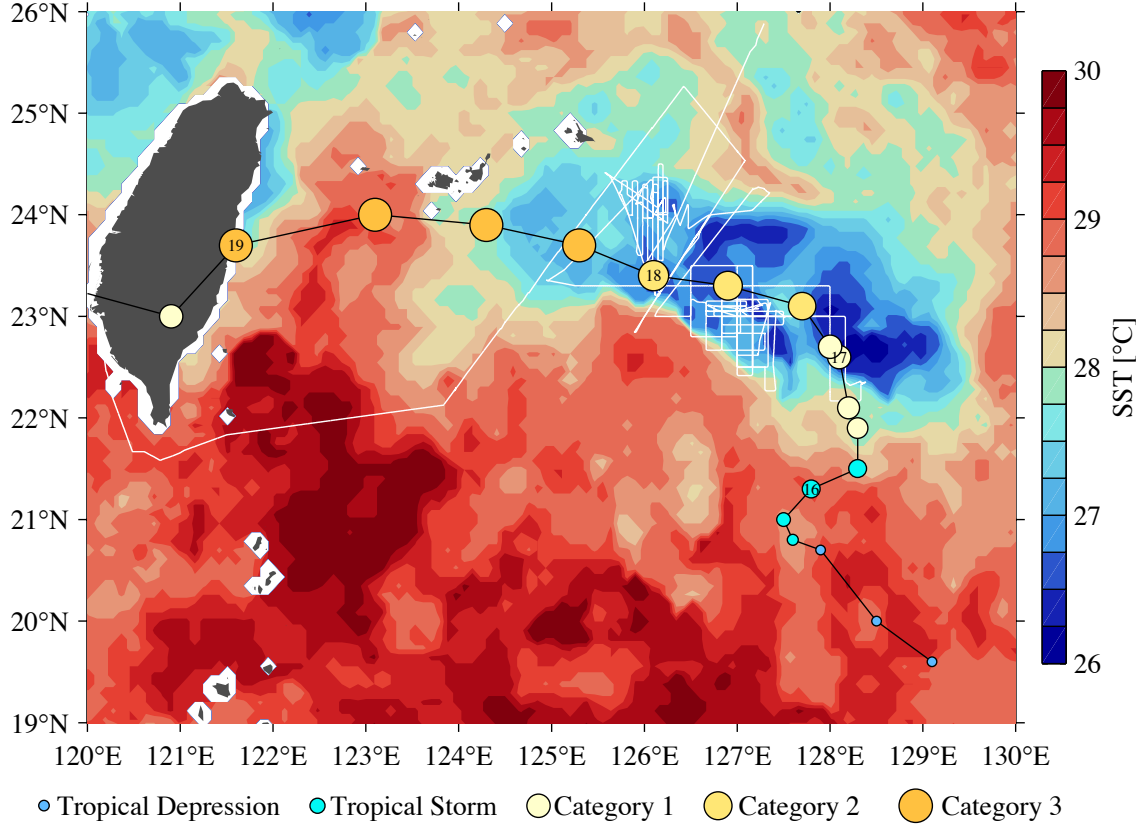 26°N
25°N
24°N
23°N
22°N
21°N
20°N
19°N
120°E 121°E 122°E 123°E 124°E 125°E 126°E 127°E 128°E 129°E 130°E
19
18
17
16
30
29
28
27
26
SST [°C]
Tropical Depression Tropical Storm Category 1 Category 2 Category 3